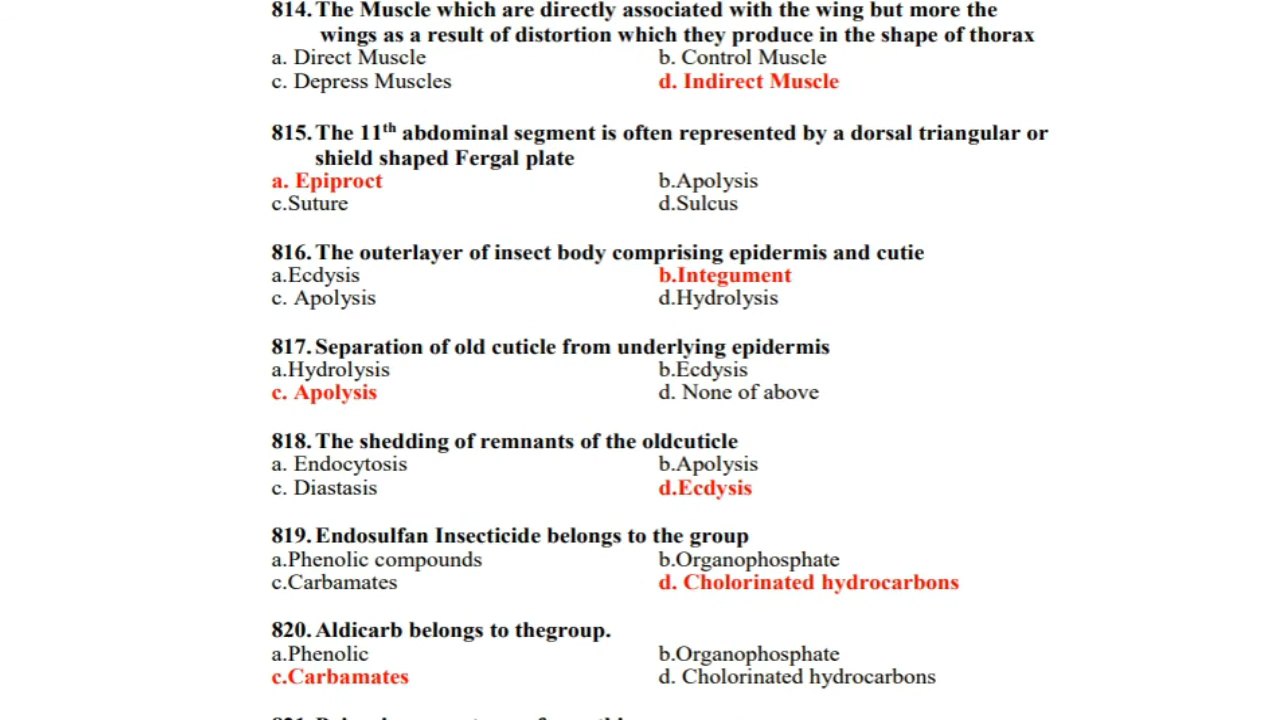 814. The Muscle which are directly associated with the wing but more the
wings as a result of distortion which they produce in the shape of thorax
a. Direct Muscle b. Control Muscle
c. Depress Muscles d. Indirect Muscle
815. The 11th abdominal segment is often represented by a dorsal triangular or
shield shaped Fergal plate
a. Epiproct b.Apolysis
c.Suture d.Sulcus
816. The outerlayer of insect body comprising epidermis and cutie
a.Ecdysis b.Integument
c. Apolysis d.Hydrolysis
817. Separation of old cuticle from underlying epidermis
a.Hydrolysis b.Ecdysis
c. Apolysis d. None of above
818. The shedding of remnants of the oldcuticle
a. Endocytosis b.Apolysis
c. Diastasis d.Ecdysis
819. Endosulfan Insecticide belongs to the group
a.Phenolic compounds b.Organophosphate
c.Carbamates d. Cholorinated hydrocarbons
820. Aldicarb belongs to thegroup.
a.Phenolic b.Organophosphate
c.Carbamates d. Cholorinated hydrocarbons